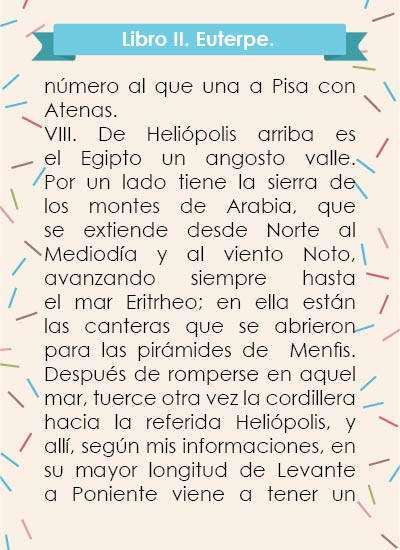 Libro II. Euterpe.
número al que una a Pisa con
Atenas.
VIII. De Heliópolis arriba es
el Egipto un angosto valle.
Por un lado tiene la sierra de
los montes de Arabia, que
se extiende desde Norte al
Mediodía y al viento Noto,
avanzando siempre hasta
el mar Eritrheo; en ella están
las canteras que se abrieron
para las pirámides de Menfis.
Después de romperse en aquel
mar, tuerce otra vez la cordillera
hacia la referida Heliópolis, y
allí, según mis informaciones, en
su mayor longitud de Levante
a Poniente viene a tener un